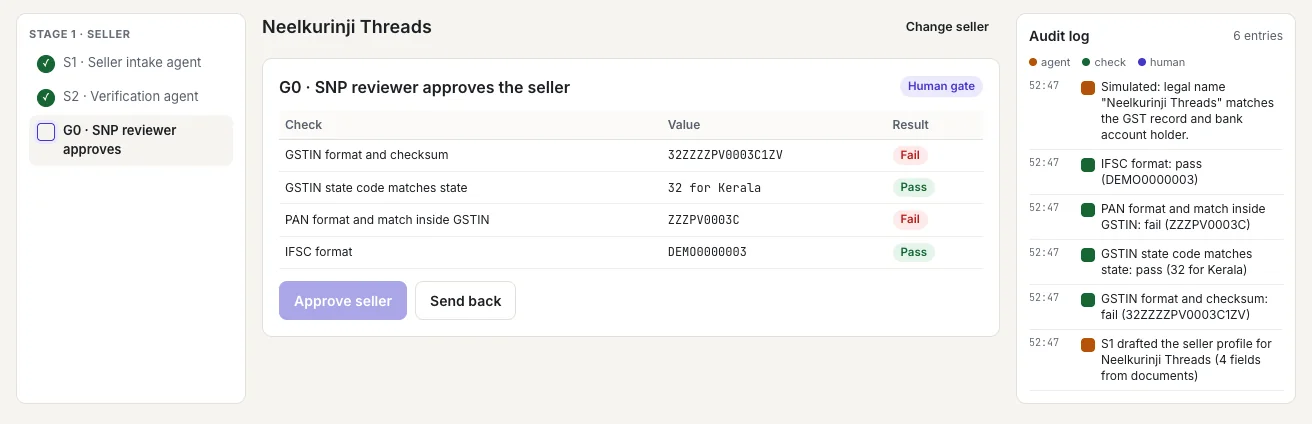 STAGE 1 · SELLER
✓ S1 · Seller intake agent
✓ S2 · Verification agent
G0 · SNP reviewer
approves
Neelkurinji Threads
Change seller
G0 · SNP reviewer approves the seller
Human gate
Check Value Result
GSTIN format and checksum 32ZZZZPV0003C1ZV Fail
GSTIN state code matches state 32 for Kerala Pass
PAN format and match inside GSTIN ZZZPV0003C Fail
IFSC format DEMO0000003 Pass
Approve seller
Send back
Audit log
6 entries
agent check human
52:47 Simulated: legal name
"Neelkurinji Threads" matches
the GST record and bank
account holder.
52:47 IFSC format: pass
(DEMO0000003)
52:47 PAN format and match inside
GSTIN: fail (ZZZPV0003C)
52:47 GSTIN state code matches
state: pass (32 for Kerala)
52:47 GSTIN format and checksum:
fail (32ZZZZPV0003C1ZV)
52:47 S1 drafted the seller profile for
Neelkurinji Threads (4 fields
from documents)